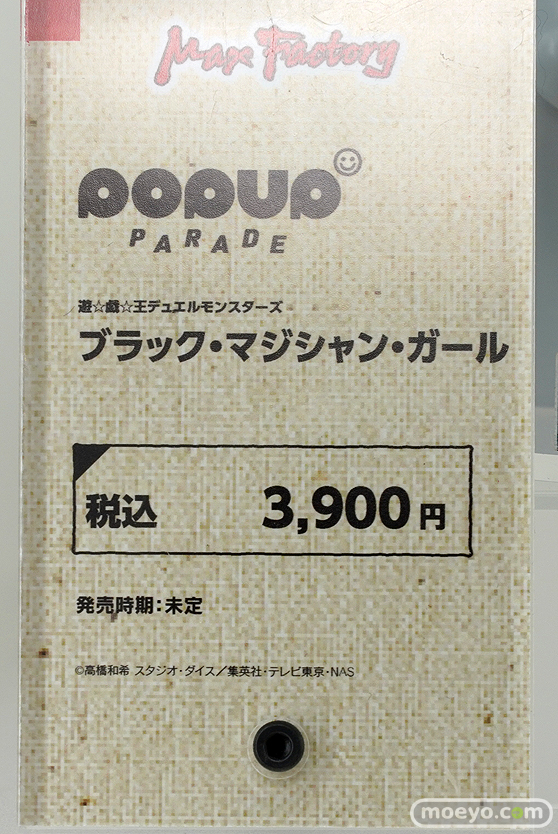 Max Factory
POPUP
PARADE
遊☆戯☆王デュエルモンスターズ
ブラック・マジシャン・ガール
税込 3,900円
発売時期:未定
©高橋和希 スタジオ・ダイス/集英社・テレビ東京・NAS
moeyo.com